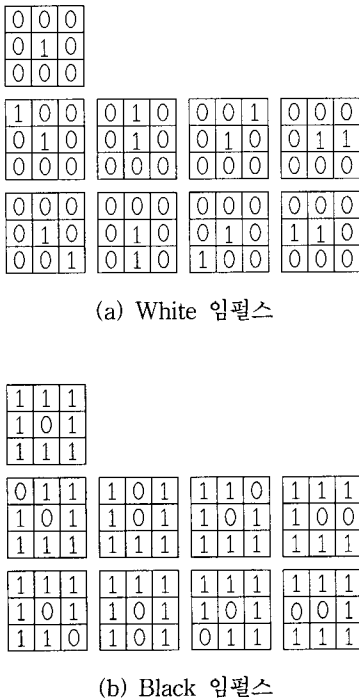 0 0 0
0 1 0
0 0 0
1 0 0 0 1 0 0 0 1 0 0 0
0 1 0 0 1 0 0 1 0 0 1 1
0 0 0 0 0 0 0 0 0 0 0 0
0 0 0 0 0 0 0 0 0 0 0 0
0 1 0 0 1 0 0 1 0 1 1 0
0 0 1 0 1 0 1 0 0 0 0 0
(a) White 임펄스
1 1 1
1 0 1
1 1 1
0 1 1 1 0 1 1 1 0 1 1 1
1 0 1 1 0 1 1 0 1 1 0 0
1 1 1 1 1 1 1 1 1 1 1 1
1 1 1 1 1 1 1 1 1 1 1 1
1 0 1 1 0 1 1 0 1 0 0 1
1 1 0 1 0 1 0 1 1 1 1 1
(b) Black 임펄스